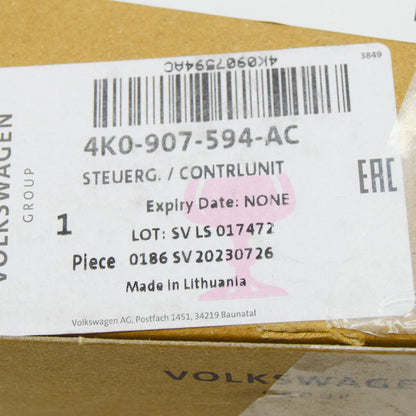 4K0907594AC
3849
4K0-907-594-AC
STEUERG. / CONTRLUNIT
Expiry Date: NONE
1
LOT: SV LS 017472
Piece 0186 SV 20230726
Made in Lithuania
Volkswagen AG, Postfach 1451, 34219 Baunatal
VOLKSWAGEN
GROUP
EAC
VOLKSWAGEN